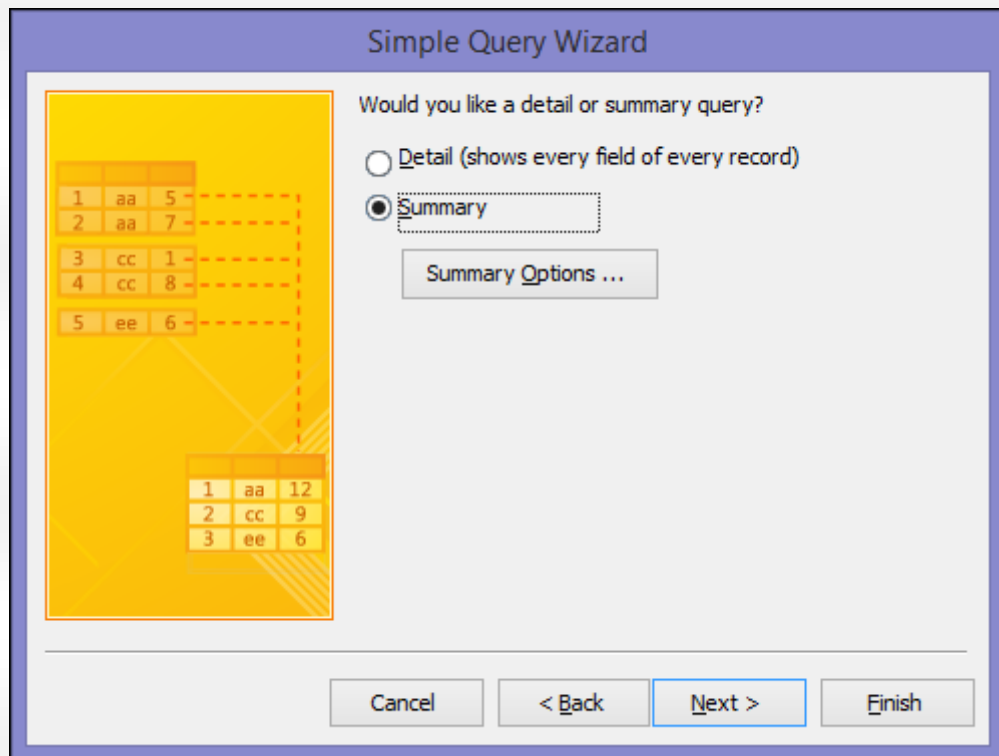 Simple Query Wizard
Would you like a detail or summary query?
Detail (shows every field of every record)
Summary
Summary Options ...
1 aa 5
2 aa 7
3 cc 1
4 cc 8
5 ee 6
1 aa 12
2 cc 9
3 ee 6
Cancel
< Back
Next >
Finish